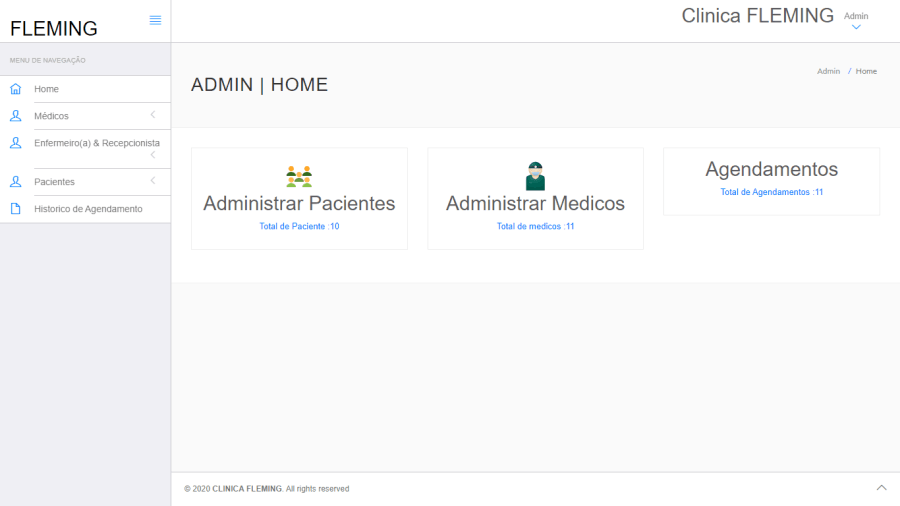 FLEMING
Clinica FLEMING
Admin
MENU DE NAVEGAÇÃO
Home
Médicos
Enfermeiro(a) & Recepcionista
Pacientes
Historico de Agendamento
ADMIN | HOME
Admin / Home
Administrar Pacientes
Total de Paciente :10
Administrar Medicos
Total de medicos :11
Agendamentos
Total de Agendamentos :11
© 2020 CLINICA FLEMING. All rights reserved